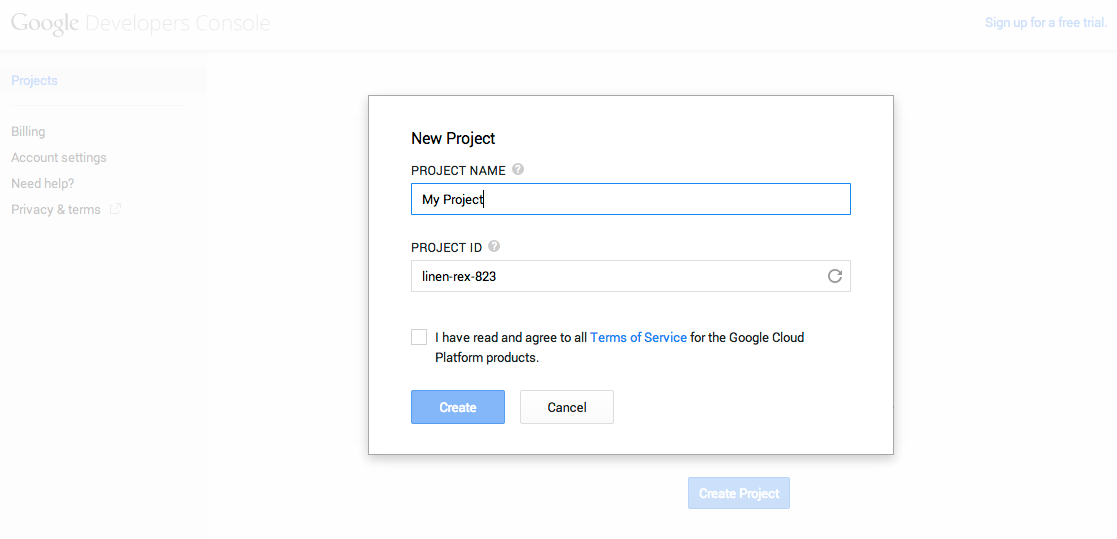 Google Developers Console
Sign up for a free trial.
Projects
Billing
Account settings
Need help?
Privacy & terms
New Project
PROJECT NAME ?
My Project
PROJECT ID ?
linen-rex-823
I have read and agree to all Terms of Service for the Google Cloud
Platform products.
Create
Cancel
Create Project